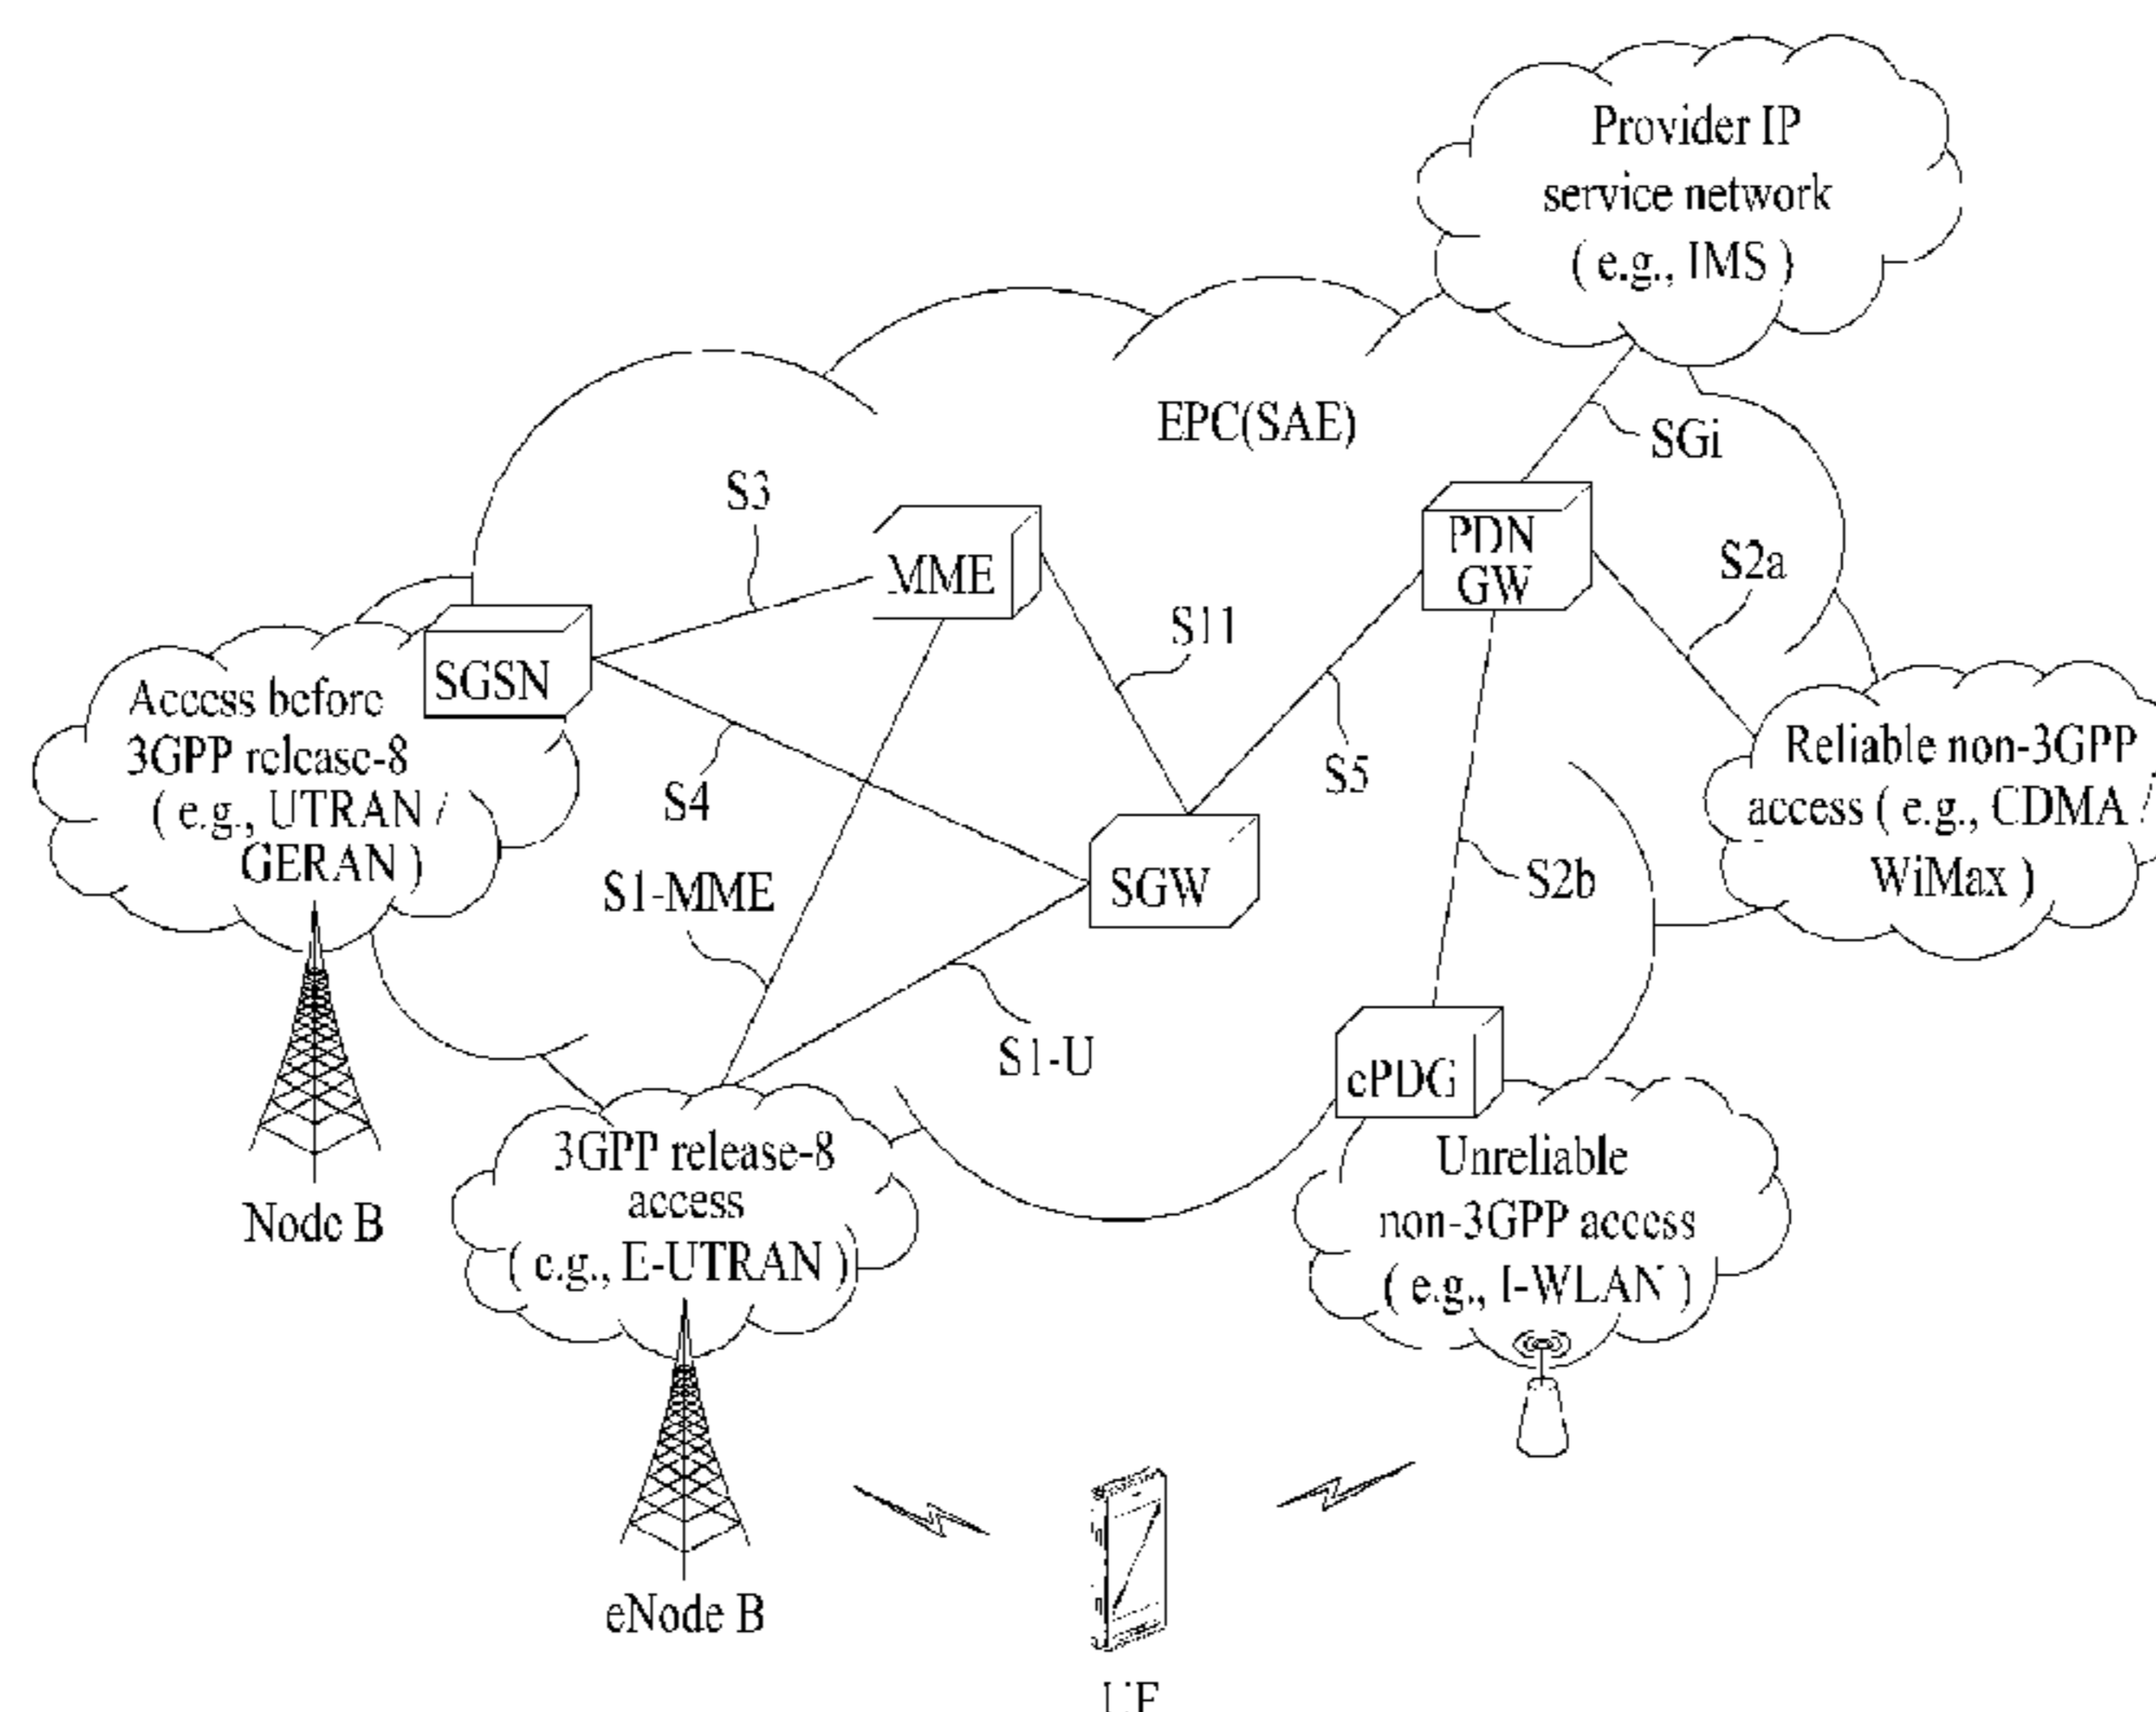 Provider IP
service network
( e.g., IMS )
EPC(SAE)
SGi
S3
MME
PDN
GW
S2a
S11
SGSN
Access before
3GPP release-8
( e.g., UTRAN /
GERAN )
S4
S5
Reliable non-3GPP
access ( e.g., CDMA /
WiMax )
S1-MME
SGW
S2b
S1-U
ePDG
3GPP release-8
access
( e.g., E-UTRAN )
Unreliable
non-3GPP access
( e.g., I-WLAN )
Node B
eNode B
UE